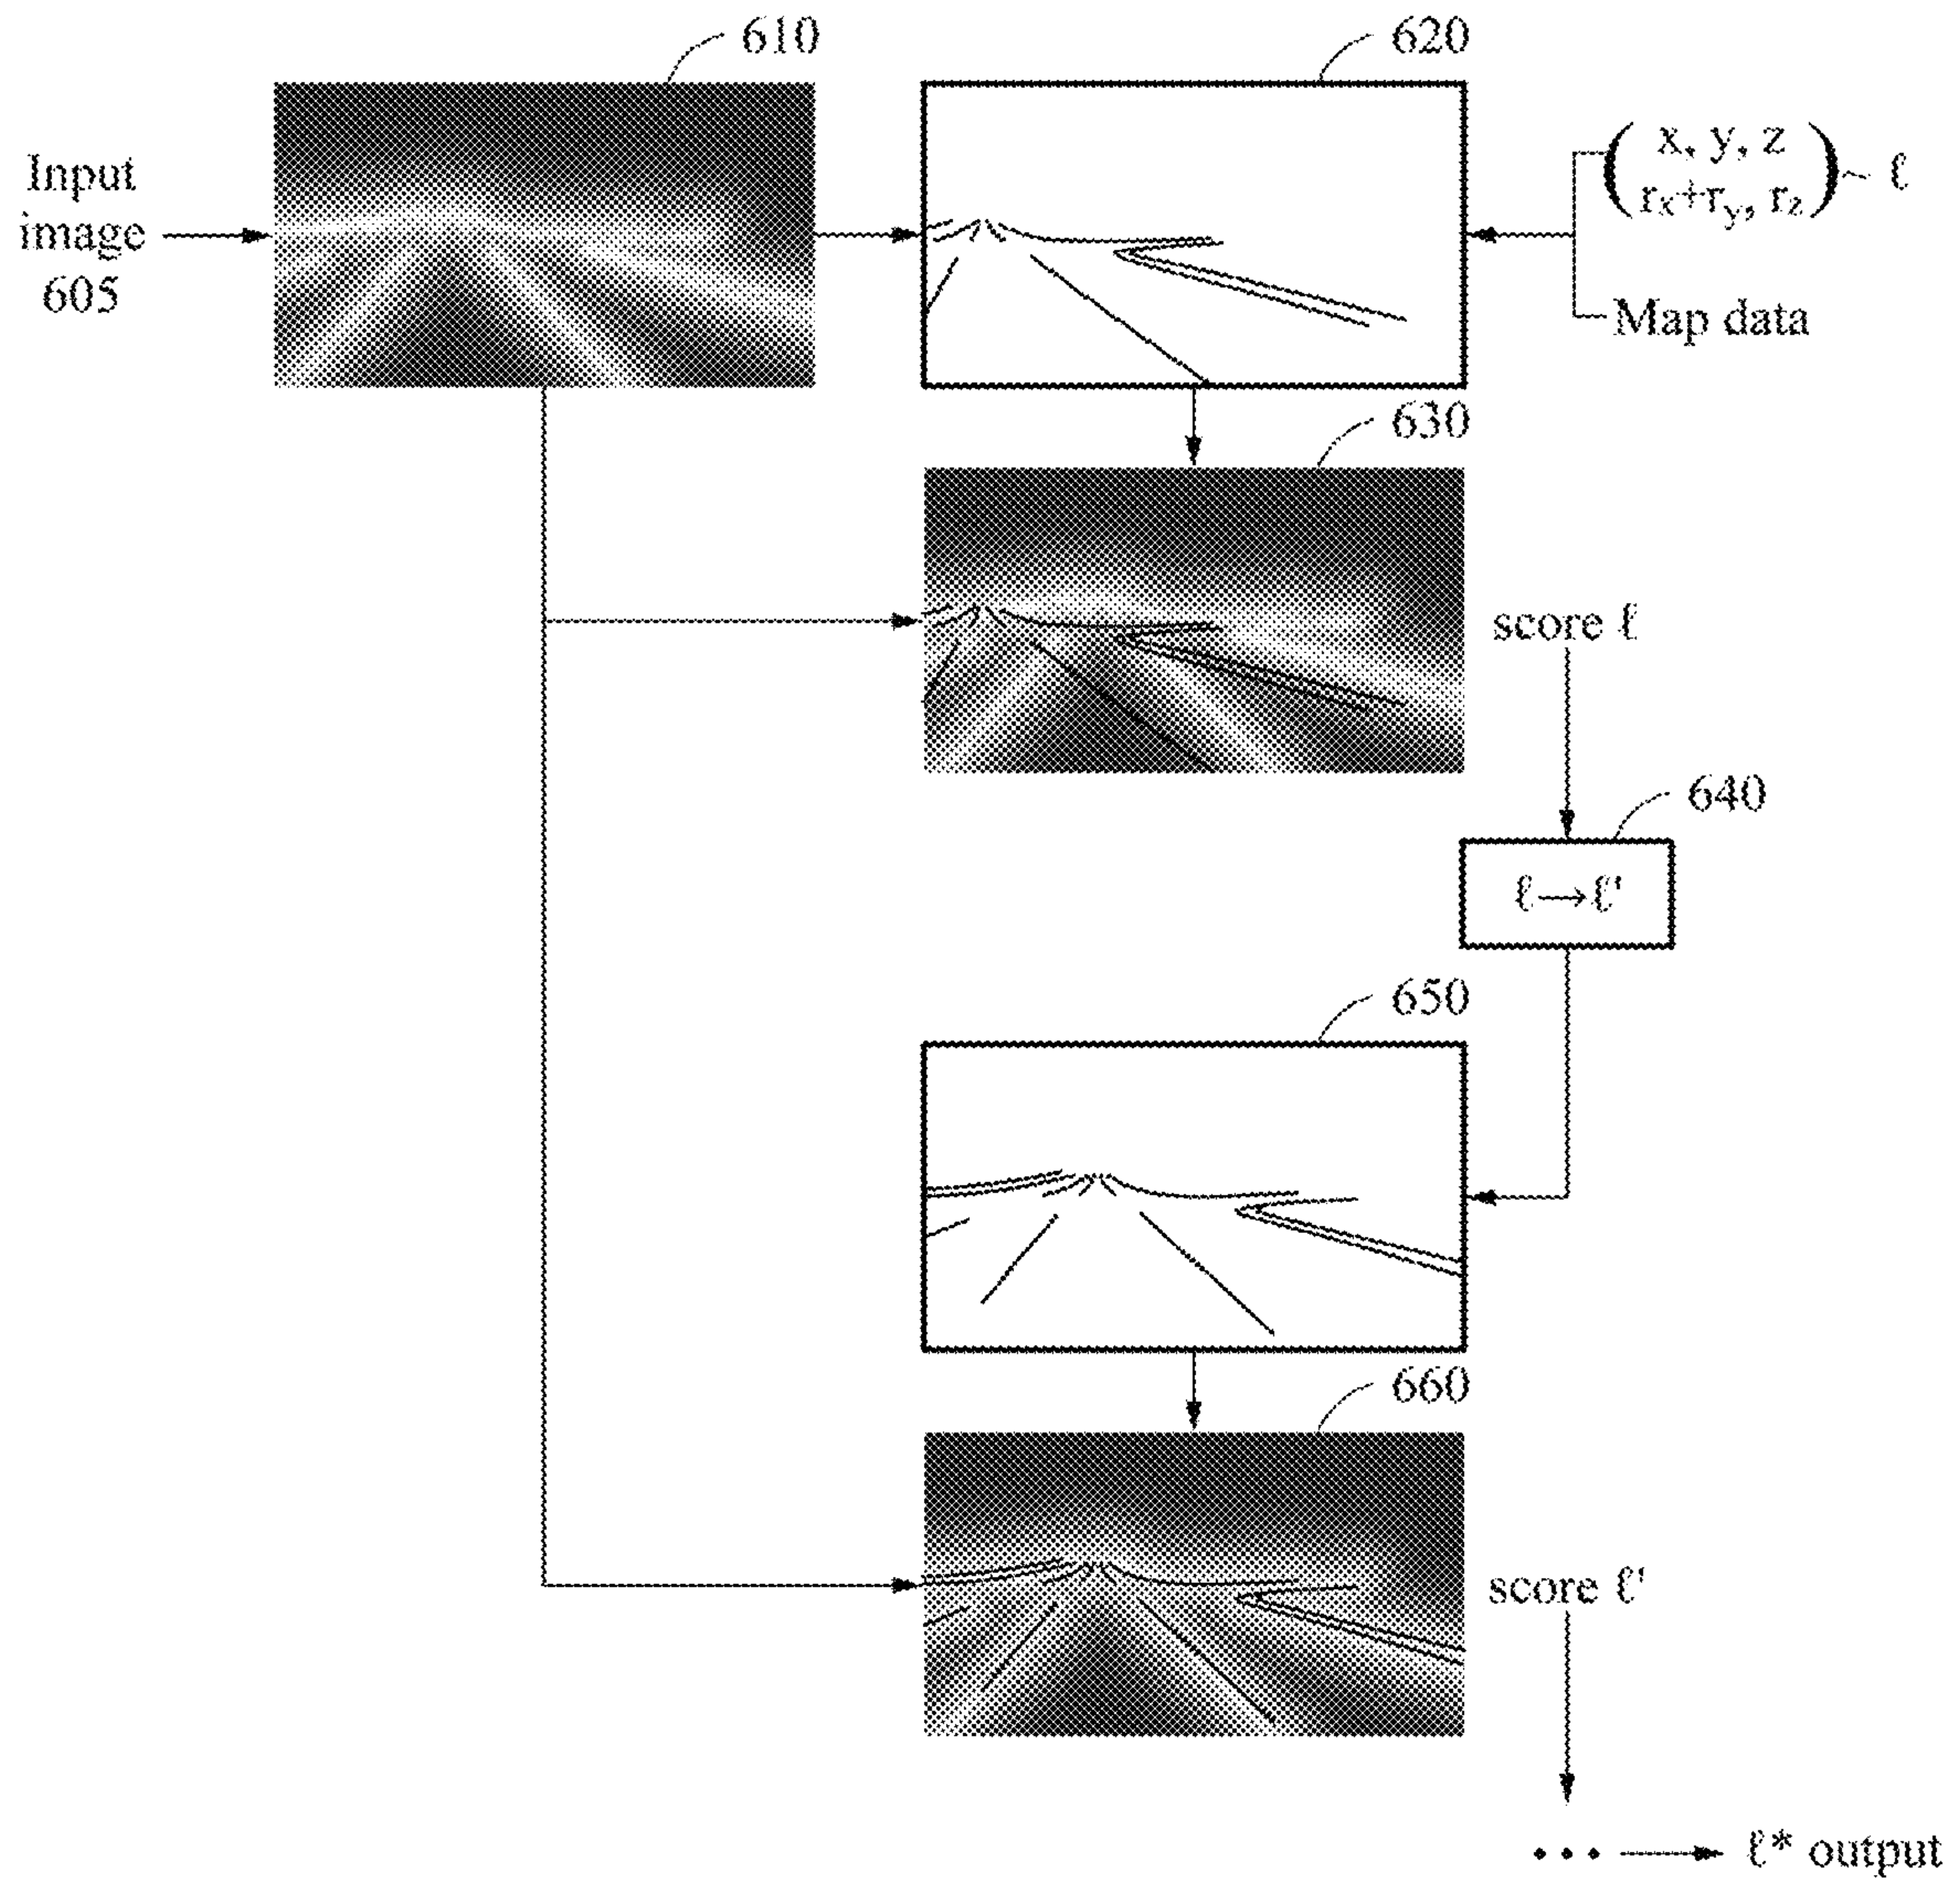 610
620
Input
image
605
x, y, z
rx+ry, rz
ℓ
Map data
630
score ℓ
640
ℓ→ℓ'
650
660
score ℓ'
••• → ℓ* output